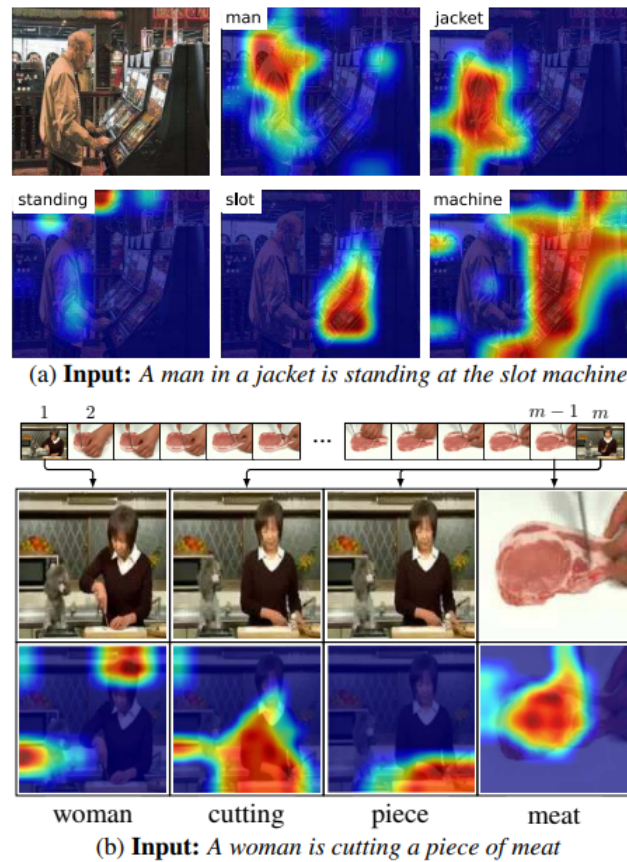 man
jacket
standing
slot
machine
(a) Input: A man in a jacket is standing at the slot machine
1 2 m − 1 m
...
woman cutting piece meat
(b) Input: A woman is cutting a piece of meat